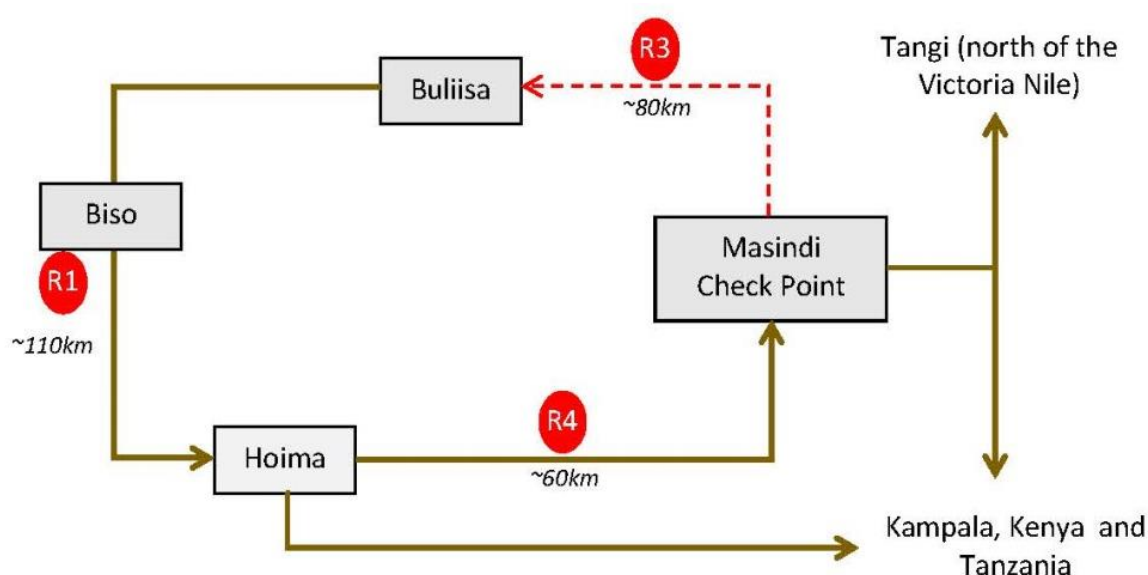 R3
Tangi (north of the
Victoria Nile)
Buliisa
~80km
Biso
Masindi
Check Point
R1
~110km
R4
Hoima
~60km
Kampala, Kenya and
Tanzania